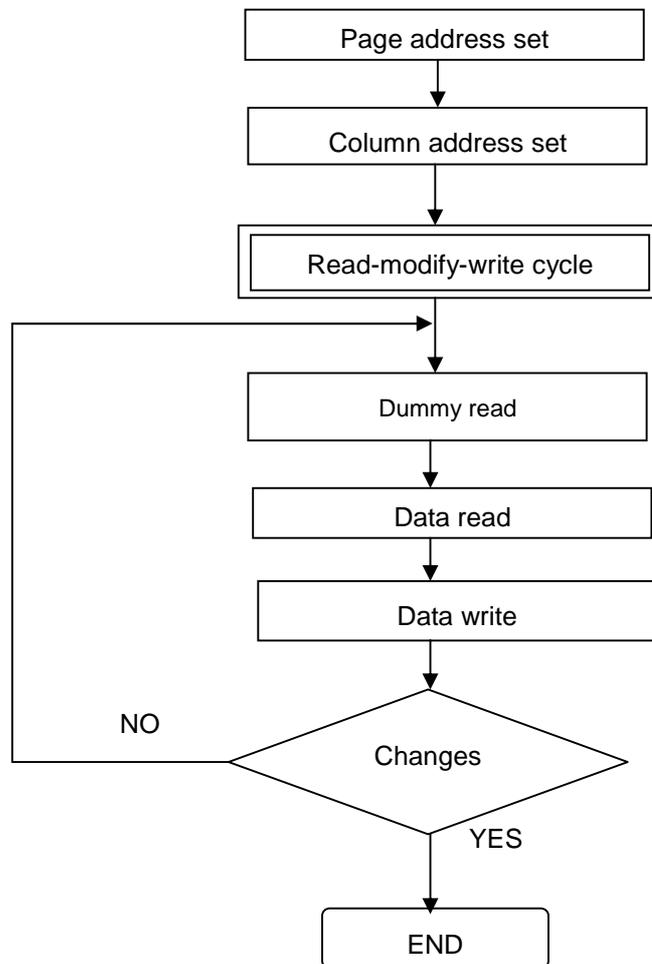 Page address set
Column address set
Read-modify-write cycle
Dummy read
Data read
Data write
NO
Changes
YES
END